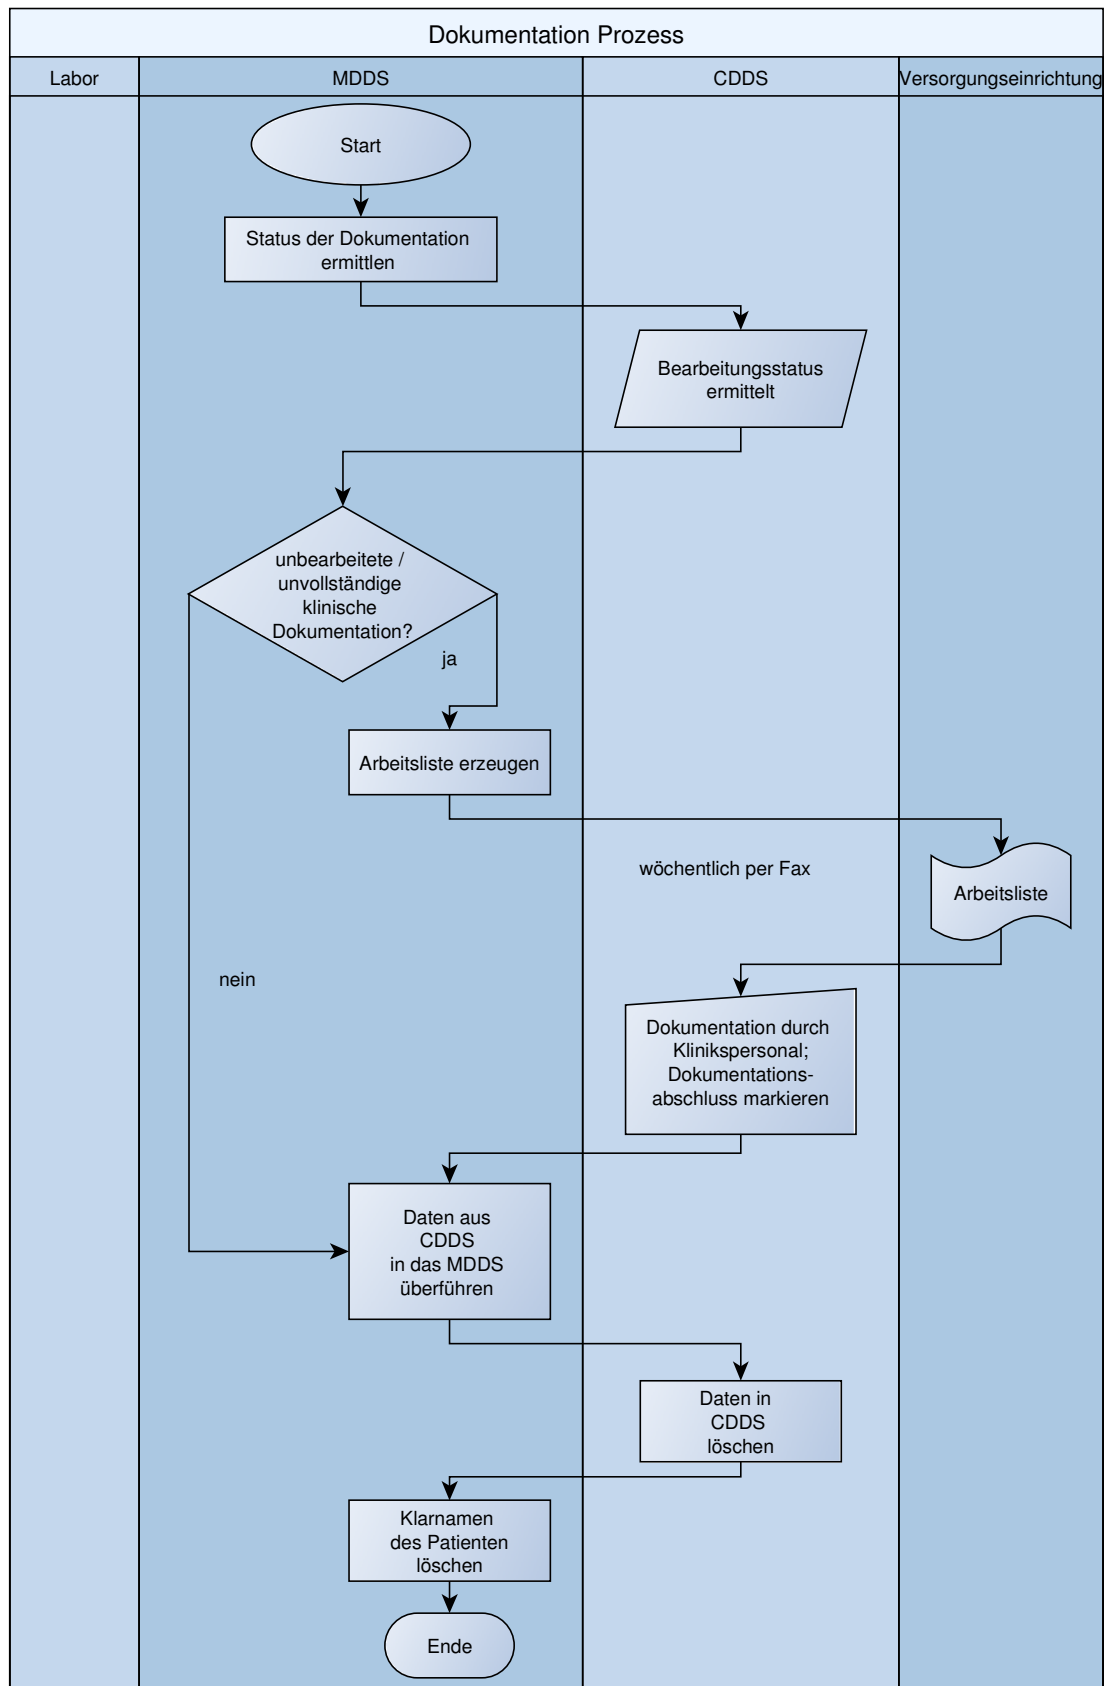 Dokumentation Prozess
Labor
MDDS
CDDS
Versorgungseinrichtung
Start
Status der Dokumentation
ermittlen
Bearbeitungsstatus
ermittelt
unbearbeitete /
unvollständige
klinische
Dokumentation?
ja
Arbeitsliste erzeugen
wöchentlich per Fax
Arbeitsliste
nein
Dokumentation durch
Klinikspersonal;
Dokumentations-
abschluss markieren
Daten aus
CDDS
in das MDDS
überführen
Daten in
CDDS
löschen
Klarnamen
des Patienten
löschen
Ende